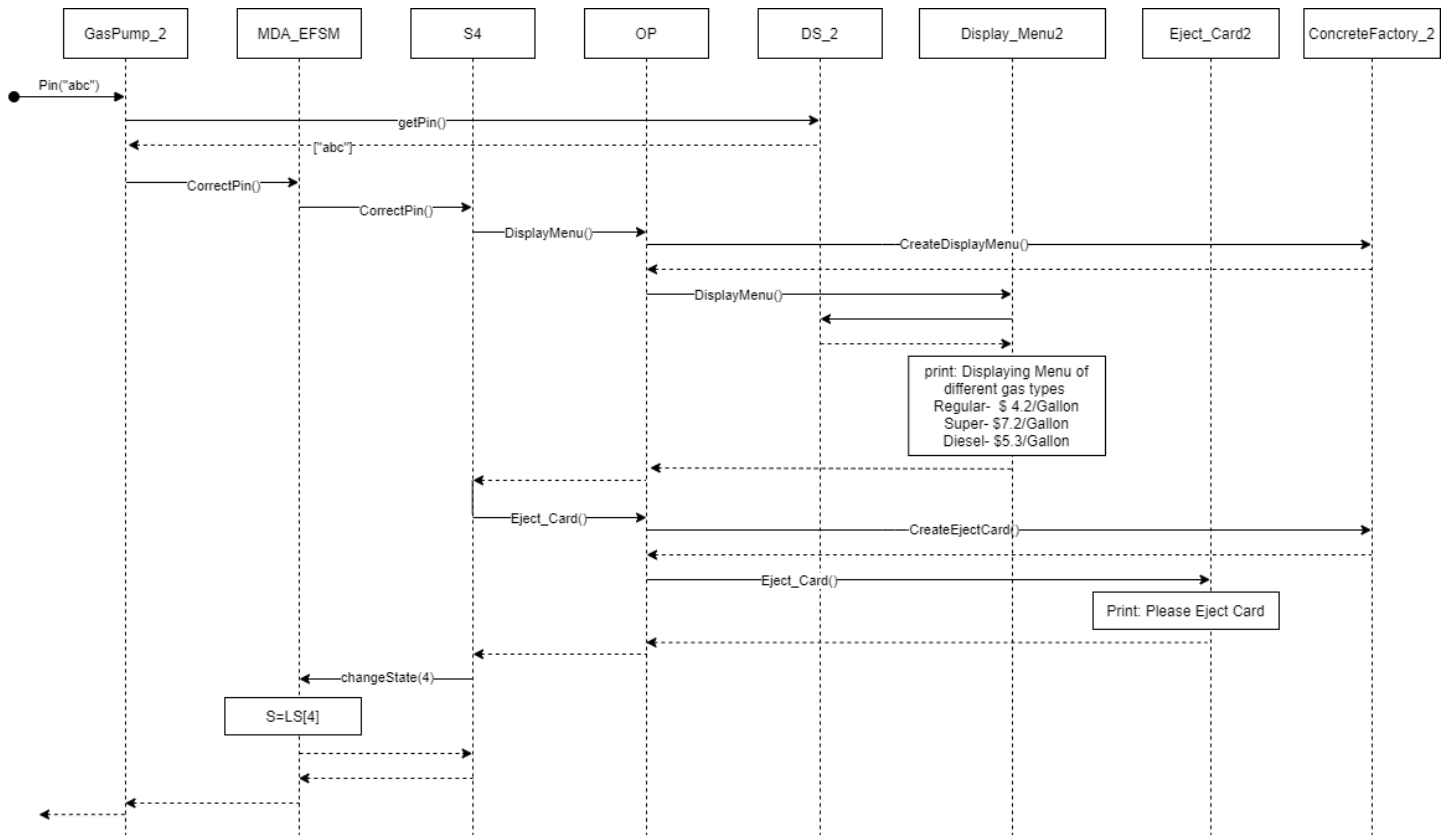 GasPump_2
MDA_EFSM
S4
OP
DS_2
Display_Menu2
Eject_Card2
ConcreteFactory_2
Pin("abc")
getPin()
["abc"]
CorrectPin()
CorrectPin()
DisplayMenu()
CreateDisplayMenu()
DisplayMenu()
print: Displaying Menu of
different gas types
Regular- $ 4.2/Gallon
Super- $7.2/Gallon
Diesel- $5.3/Gallon
Eject_Card()
CreateEjectCard()
Eject_Card()
Print: Please Eject Card
changeState(4)
S=LS[4]